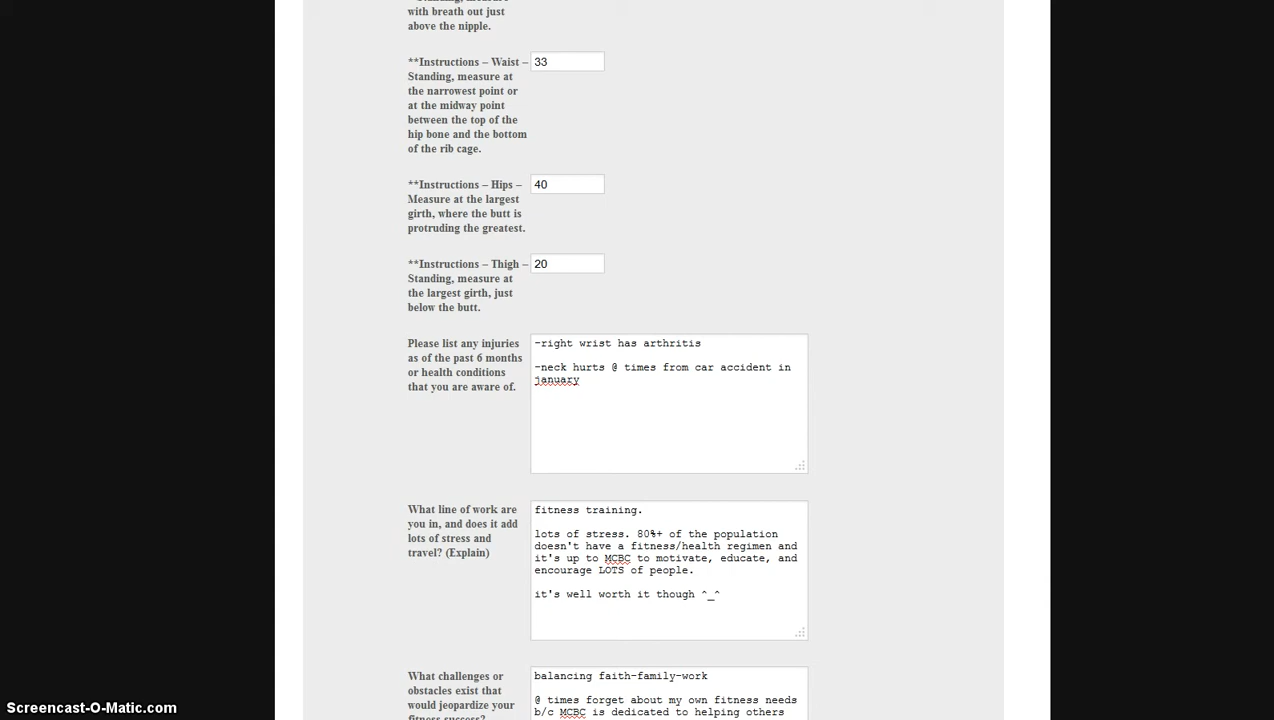 with breath out just
above the nipple.
**Instructions – Waist – 33
Standing, measure at
the narrowest point or
at the midway point
between the top of the
hip bone and the bottom
of the rib cage.
**Instructions – Hips – 40
Measure at the largest
girth, where the butt is
protruding the greatest.
**Instructions – Thigh – 20
Standing, measure at
the largest girth, just
below the butt.
Please list any injuries
as of the past 6 months
or health conditions
that you are aware of.
-right wrist has arthritis
-neck hurts @ times from car accident in
january
What line of work are
you in, and does it add
lots of stress and
travel? (Explain)
fitness training.
lots of stress. 80%+ of the population
doesn't have a fitness/health regimen and
it's up to MCBC to motivate, educate, and
encourage LOTS of people.
it's well worth it though ^_^
What challenges or
obstacles exist that
would jeopardize your
fitness success?
balancing faith-family-work
@ times forget about my own fitness needs
b/c MCBC is dedicated to helping others
Screencast-O-Matic.com